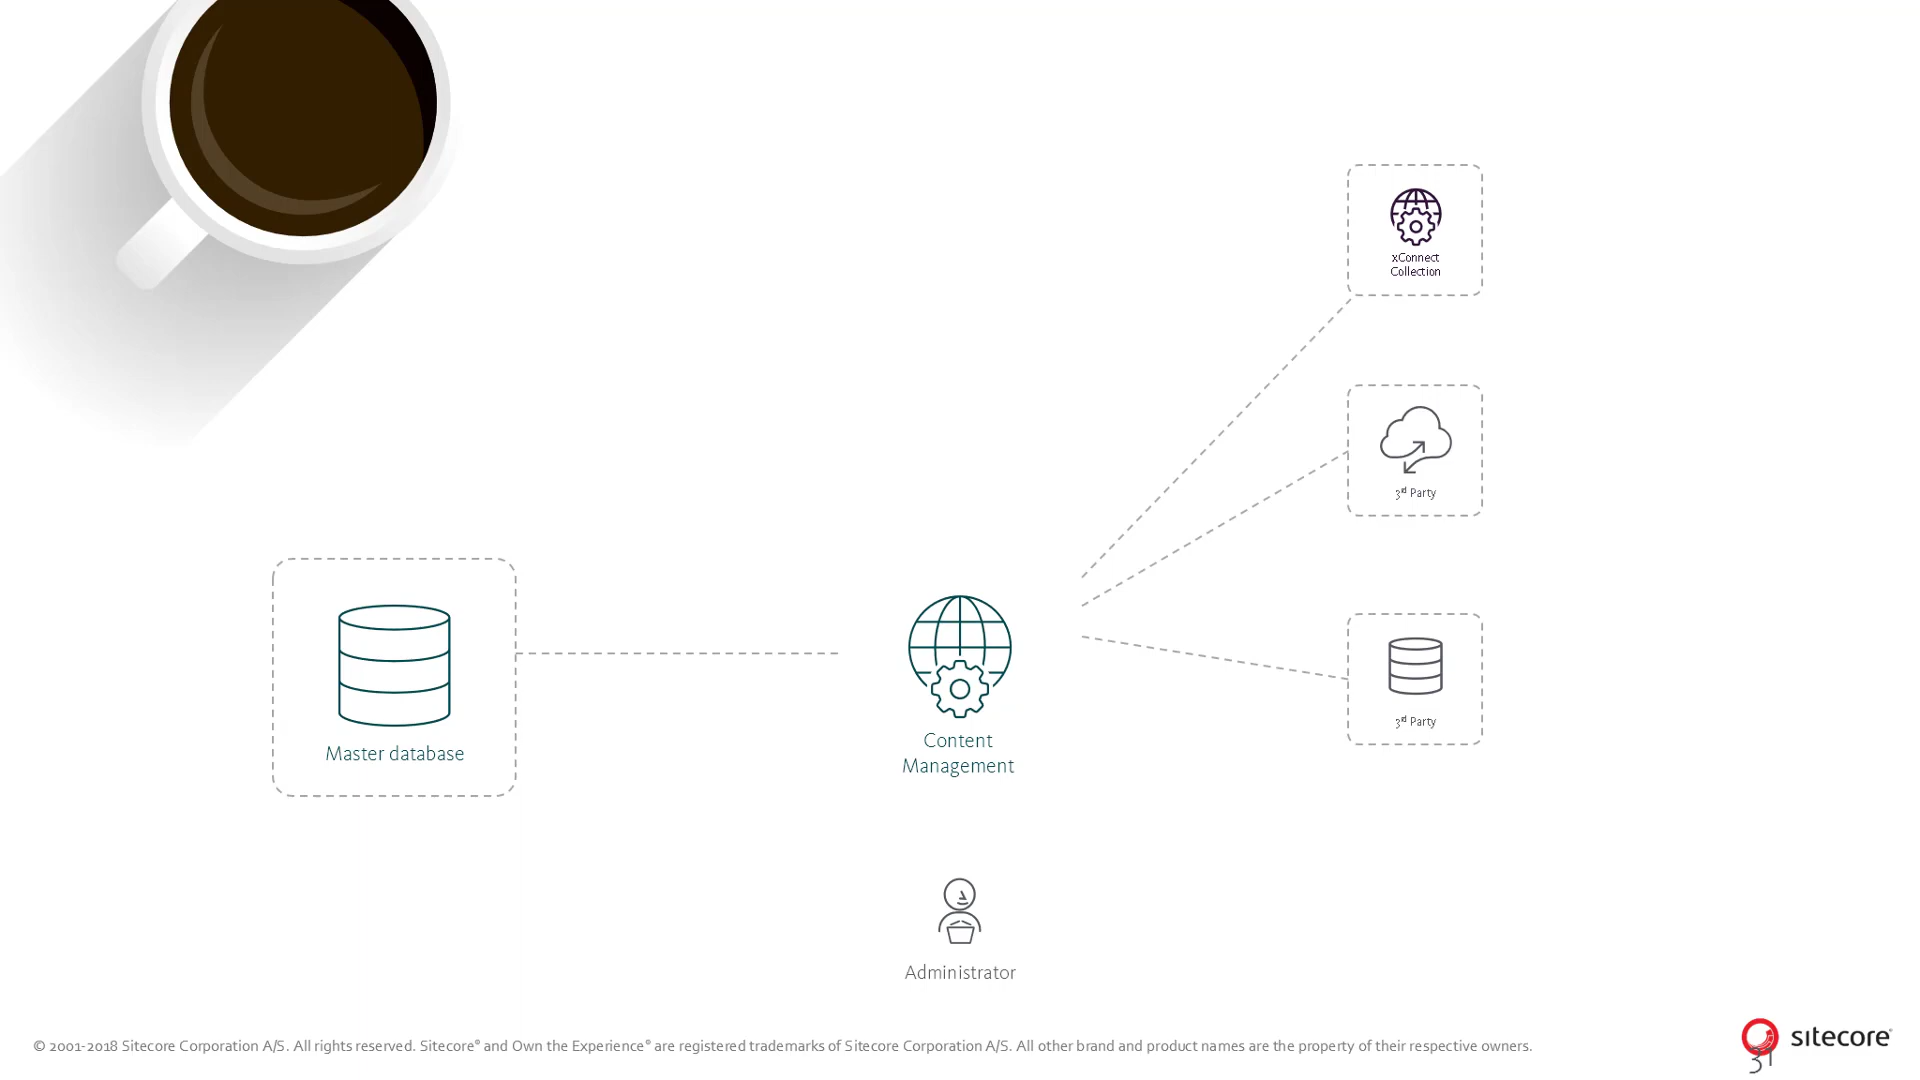 xConnect
Collection
3rd Party
3rd Party
Master database
Content
Management
Administrator
© 2001-2018 Sitecore Corporation A/S. All rights reserved. Sitecore® and Own the Experience® are registered trademarks of Sitecore Corporation A/S. All other brand and product names are the property of their respective owners.
sitecore®
31